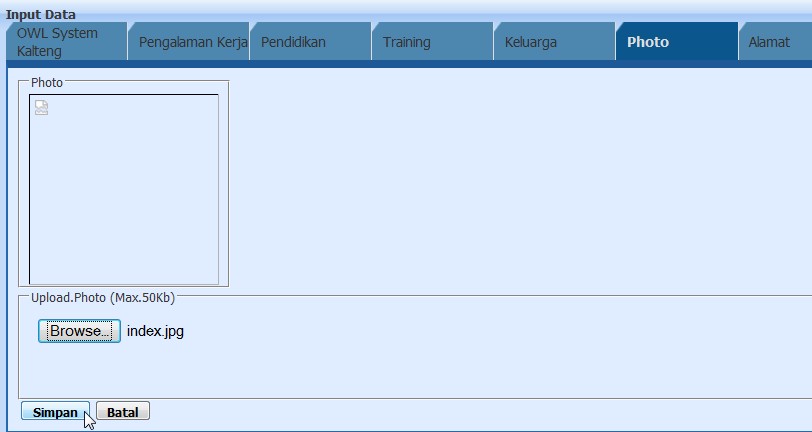 Input Data
OWL System
Kalteng
Pengalaman Kerja
Pendidikan
Training
Keluarga
Photo
Alamat
Photo
Upload.Photo (Max.50Kb)
Browse... index.jpg
Simpan Batal